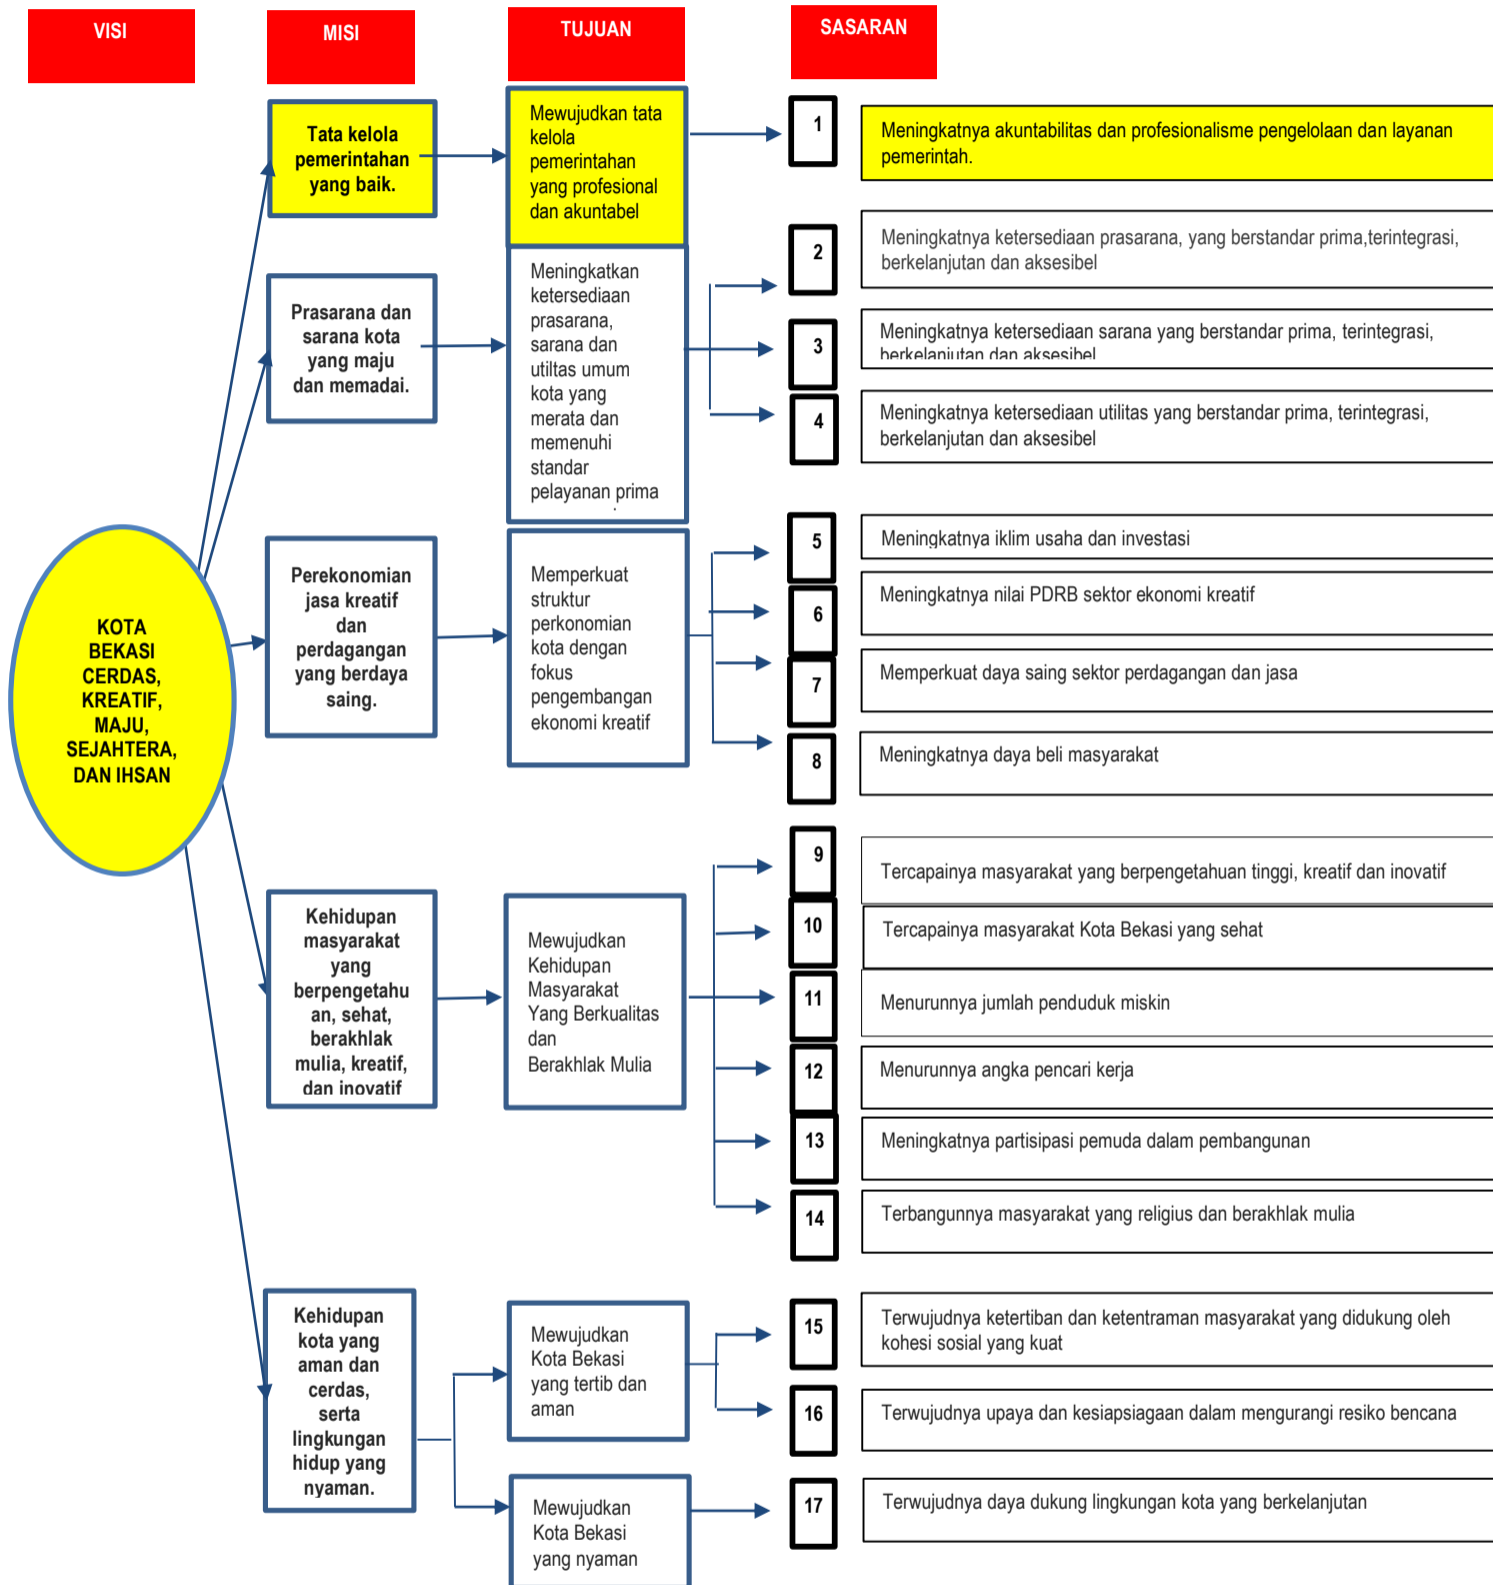 VISI
MISI
TUJUAN
SASARAN
KOTA
BEKASI
CERDAS,
KREATIF,
MAJU,
SEJAHTERA,
DAN IHSAN
Tata kelola
pemerintahan
yang baik.
Mewujudkan tata
kelola
pemerintahan
yang profesional
dan akuntabel
1
Meningkatnya akuntabilitas dan profesionalisme pengelolaan dan layanan
pemerintah.
Prasarana dan
sarana kota
yang maju
dan memadai.
Meningkatkan
ketersediaan
prasarana,
sarana dan
utiltas umum
kota yang
merata dan
memenuhi
standar
pelayanan prima
2
Meningkatnya ketersediaan prasarana, yang berstandar prima,terintegrasi,
berkelanjutan dan aksesibel
3
Meningkatnya ketersediaan sarana yang berstandar prima, terintegrasi,
berkelanjutan dan aksesibel
4
Meningkatnya ketersediaan utilitas yang berstandar prima, terintegrasi,
berkelanjutan dan aksesibel
Perekonomian
jasa kreatif
dan
perdagangan
yang berdaya
saing.
Memperkuat
struktur
perkonomian
kota dengan
fokus
pengembangan
ekonomi kreatif
5
Meningkatnya iklim usaha dan investasi
6
Meningkatnya nilai PDRB sektor ekonomi kreatif
7
Memperkuat daya saing sektor perdagangan dan jasa
8
Meningkatnya daya beli masyarakat
Kehidupan
masyarakat
yang
berpengetahu
an, sehat,
berakhlak
mulia, kreatif,
dan inovatif
Mewujudkan
Kehidupan
Masyarakat
Yang Berkualitas
dan
Berakhlak Mulia
9
Tercapainya masyarakat yang berpengetahuan tinggi, kreatif dan inovatif
10
Tercapainya masyarakat Kota Bekasi yang sehat
11
Menurunnya jumlah penduduk miskin
12
Menurunnya angka pencari kerja
13
Meningkatnya partisipasi pemuda dalam pembangunan
14
Terbangunnya masyarakat yang religius dan berakhlak mulia
Kehidupan
kota yang
aman dan
cerdas,
serta
lingkungan
hidup yang
nyaman.
Mewujudkan
Kota Bekasi
yang tertib dan
aman
15
Terwujudnya ketertiban dan ketentraman masyarakat yang didukung oleh
kohesi sosial yang kuat
16
Terwujudnya upaya dan kesiapsiagaan dalam mengurangi resiko bencana
Mewujudkan
Kota Bekasi
yang nyaman
17
Terwujudnya daya dukung lingkungan kota yang berkelanjutan